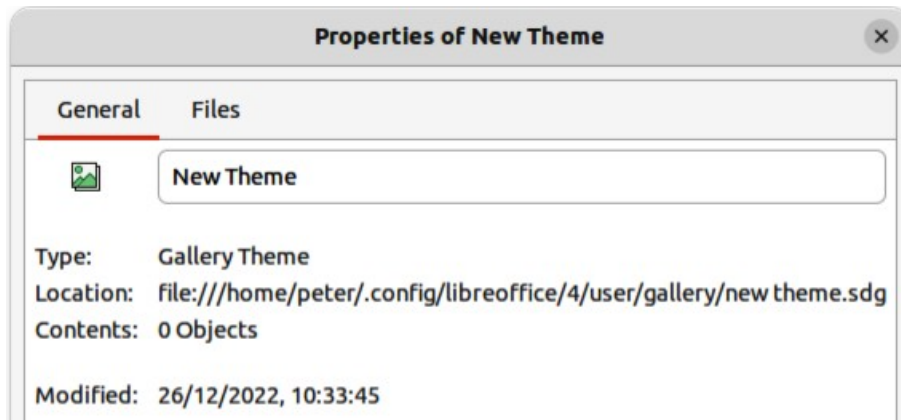 Properties of New Theme
General Files
New Theme
Type: Gallery Theme
Location: file:///home/peter/.config/libreoffice/4/user/gallery/new theme.sdg
Contents: 0 Objects
Modified: 26/12/2022, 10:33:45